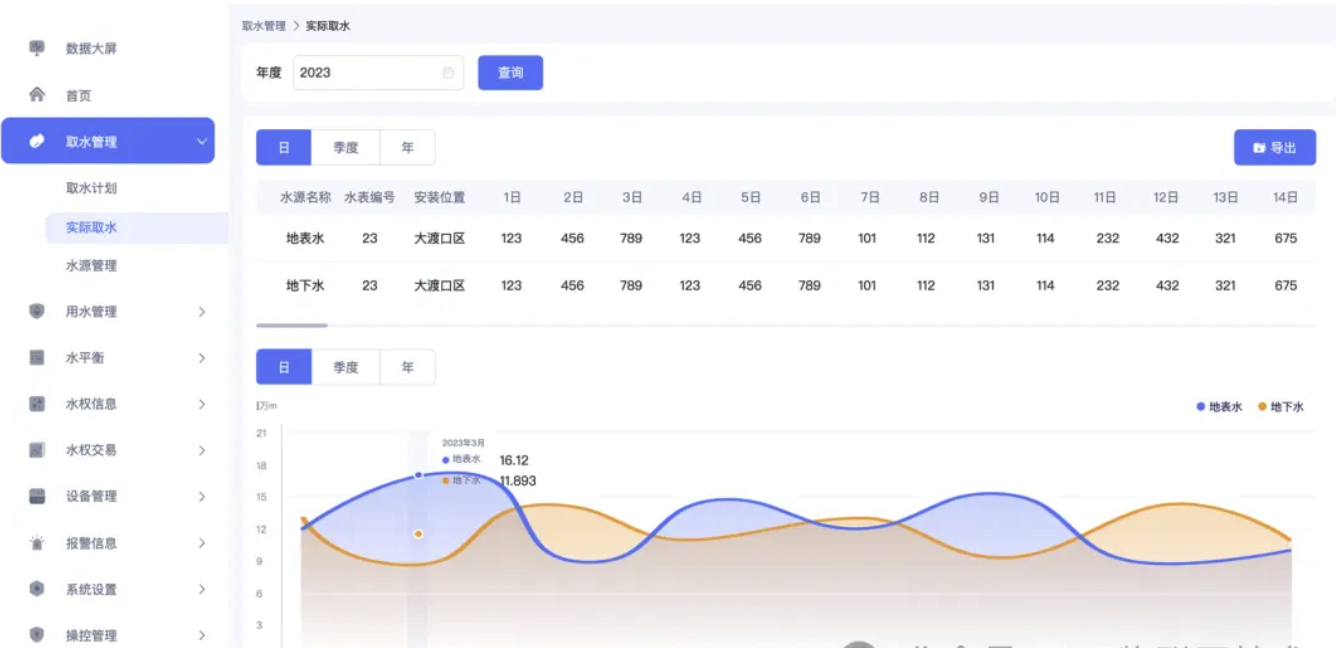 取水管理 > 实际取水
数据大屏
首页
取水管理
取水计划
实际取水
水源管理
用水管理
水平衡
水权信息
水权交易
设备管理
报警信息
系统设置
操控管理
年度 2023 查询
日 季度 年 导出
水源名称 水表编号 安装位置 1日 2日 3日 4日 5日 6日 7日 8日 9日 10日 11日 12日 13日 14日
地表水 23 大渡口区 123 456 789 123 456 789 101 112 131 114 232 432 321 675
地下水 23 大渡口区 123 456 789 123 456 789 101 112 131 114 232 432 321 675
日 季度 年
万m 地表水 地下水
21
18
15
12
9
6
3
2023年3月
地表水 16.12
地下水 11.893